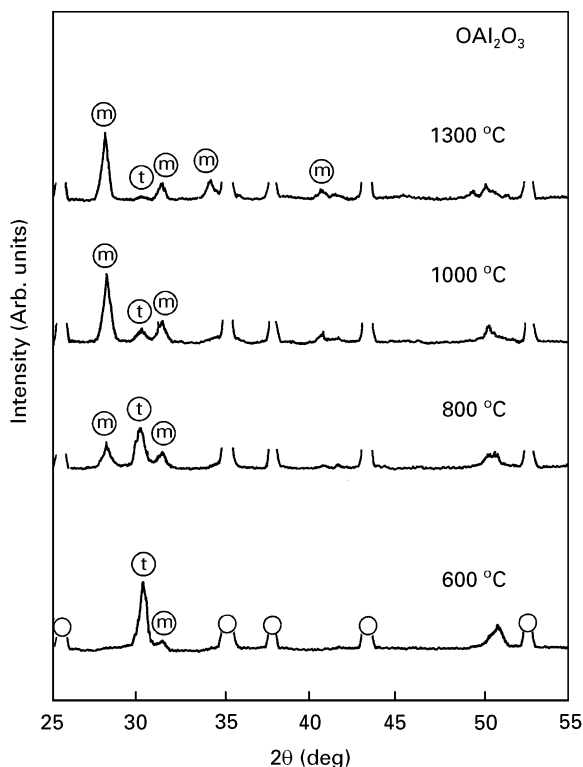 OAl₂O₃
m
t
m
m
m
1300 °C
m
t
m
1000 °C
m
t
m
800 °C
t
m
600 °C
Intensity (Arb. units)
25 30 35 40 45 50 55
2θ (deg)